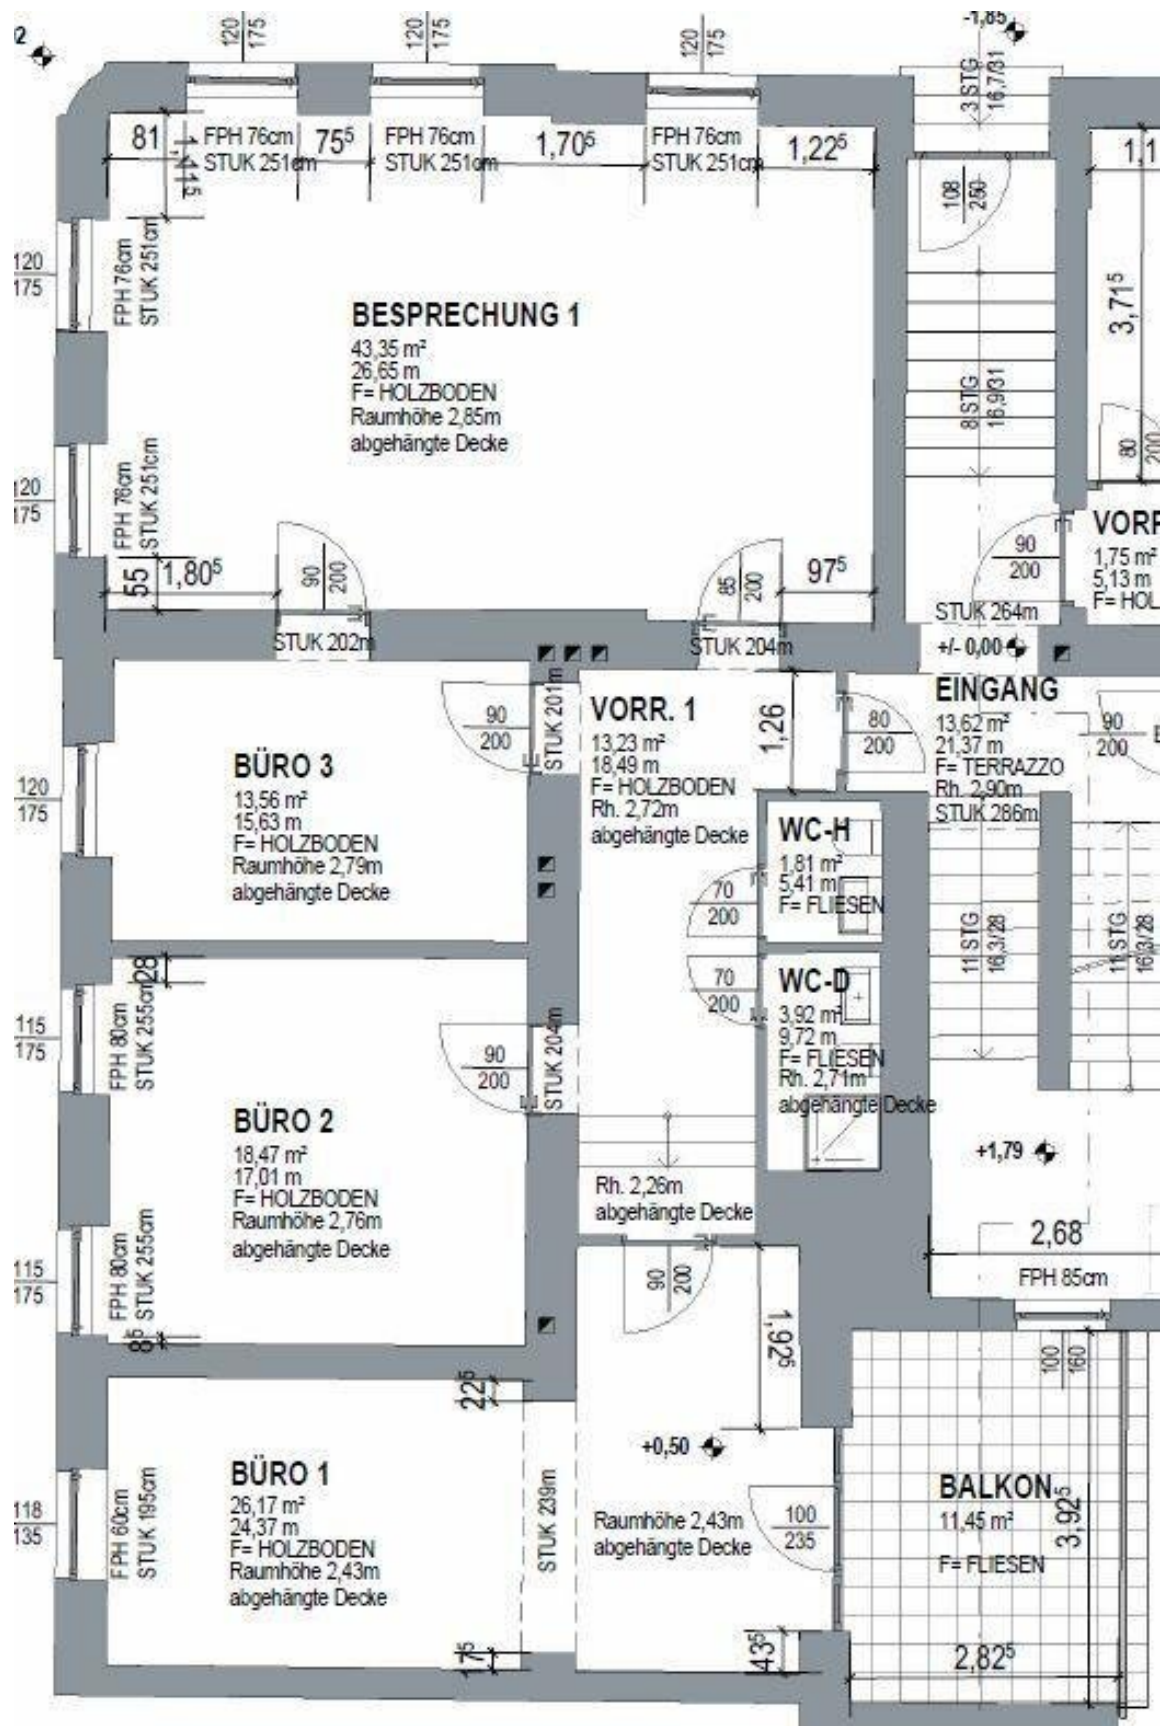 2
120
175
120
175
120
175
-1,85
3 STG
16,7/31
81
1,41⁵
FPH 76cm
STUK 251cm
75⁵
FPH 76cm
STUK 251cm
1,70⁵
FPH 76cm
STUK 251cm
1,22⁵
108
250
1,1
120
175
FPH 76cm
STUK 251cm
BESPRECHUNG 1
43,35 m²
26,65 m
F= HOLZBODEN
Raumhöhe 2,85m
abgehängte Decke
3,71⁵
8 STG
16,9/31
80
200
120
175
FPH 76cm
STUK 251cm
55
1,80⁵
90
200
85
200
97⁵
90
200
VORR
1,75 m²
5,13 m
F= HOL
STUK 264m
STUK 202m
STUK 204m
+/- 0,00
EINGANG
13,62 m²
21,37 m
F= TERRAZZO
Rh. 2,90m
STUK 286m
90
200
80
200
90
200
STUK 201m
VORR. 1
13,23 m²
18,49 m
F= HOLZBODEN
Rh. 2,72m
abgehängte Decke
1,26
120
175
BÜRO 3
13,56 m²
15,63 m
F= HOLZBODEN
Raumhöhe 2,79m
abgehängte Decke
WC-H
1,81 m²
5,41 m
F= FLIESEN
70
200
11 STG
16,3/28
11 STG
16,3/28
28
70
200
WC-D
3,92 m²
9,72 m
F= FLIESEN
Rh. 2,71m
abgehängte Decke
115
175
FPH 80cm
STUK 255cm
90
200
STUK 204m
BÜRO 2
18,47 m²
17,01 m
F= HOLZBODEN
Raumhöhe 2,76m
abgehängte Decke
+1,79
Rh. 2,26m
abgehängte Decke
2,68
FPH 85cm
115
175
FPH 80cm
STUK 255cm
8⁵
90
200
1,92⁵
100
160
22⁵
+0,50
BÜRO 1
26,17 m²
24,37 m
F= HOLZBODEN
Raumhöhe 2,43m
abgehängte Decke
118
135
FPH 60cm
STUK 195cm
STUK 239m
Raumhöhe 2,43m
abgehängte Decke
100
235
BALKON
11,45 m²
F= FLIESEN
3,92⁵
17⁵
43⁵
2,82⁵